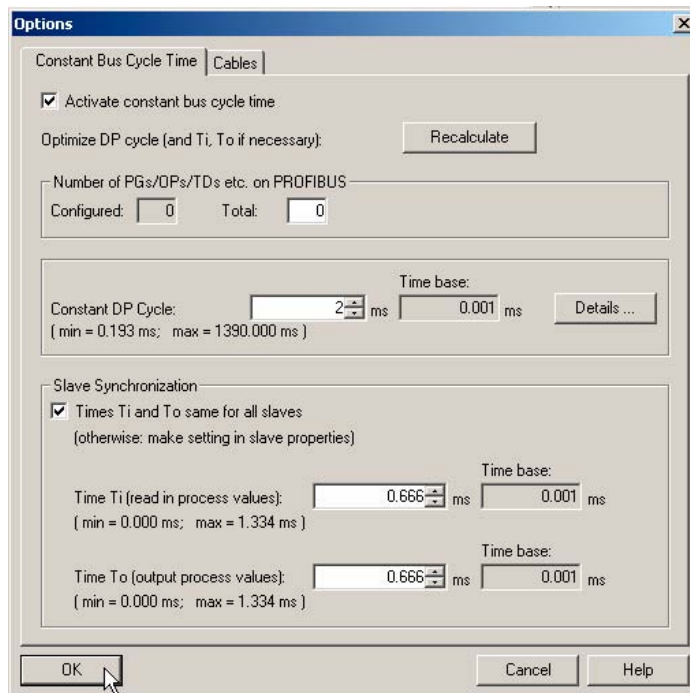 Options
Constant Bus Cycle Time Cables
Activate constant bus cycle time
Optimize DP cycle (and Ti, To if necessary): Recalculate
Number of PGs/OPs/TDs etc. on PROFIBUS
Configured: 0 Total: 0
Time base:
Constant DP Cycle: 2 ms 0.001 ms Details ...
( min = 0.193 ms; max = 1390.000 ms )
Slave Synchronization
Times Ti and To same for all slaves
(otherwise: make setting in slave properties)
Time base:
Time Ti (read in process values): 0.666 ms 0.001 ms
( min = 0.000 ms; max = 1.334 ms )
Time base:
Time To (output process values): 0.666 ms 0.001 ms
( min = 0.000 ms; max = 1.334 ms )
OK Cancel Help